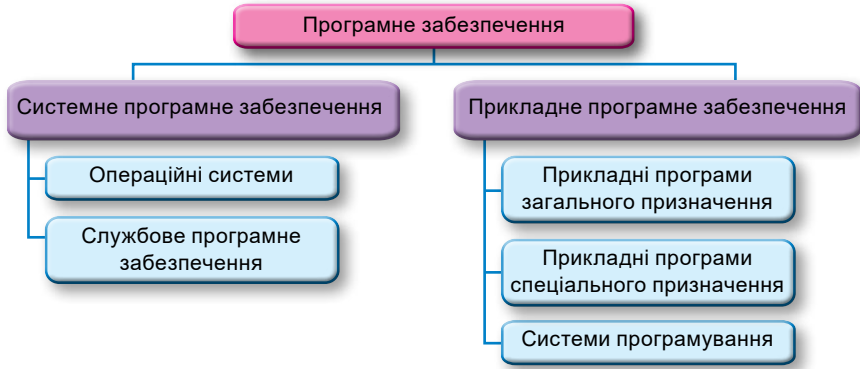 Програмне забезпечення
Системне програмне забезпечення
Операційні системи
Службове програмне
забезпечення
Прикладне програмне забезпечення
Прикладні програми
загального призначення
Прикладні програми
спеціального призначення
Системи програмування